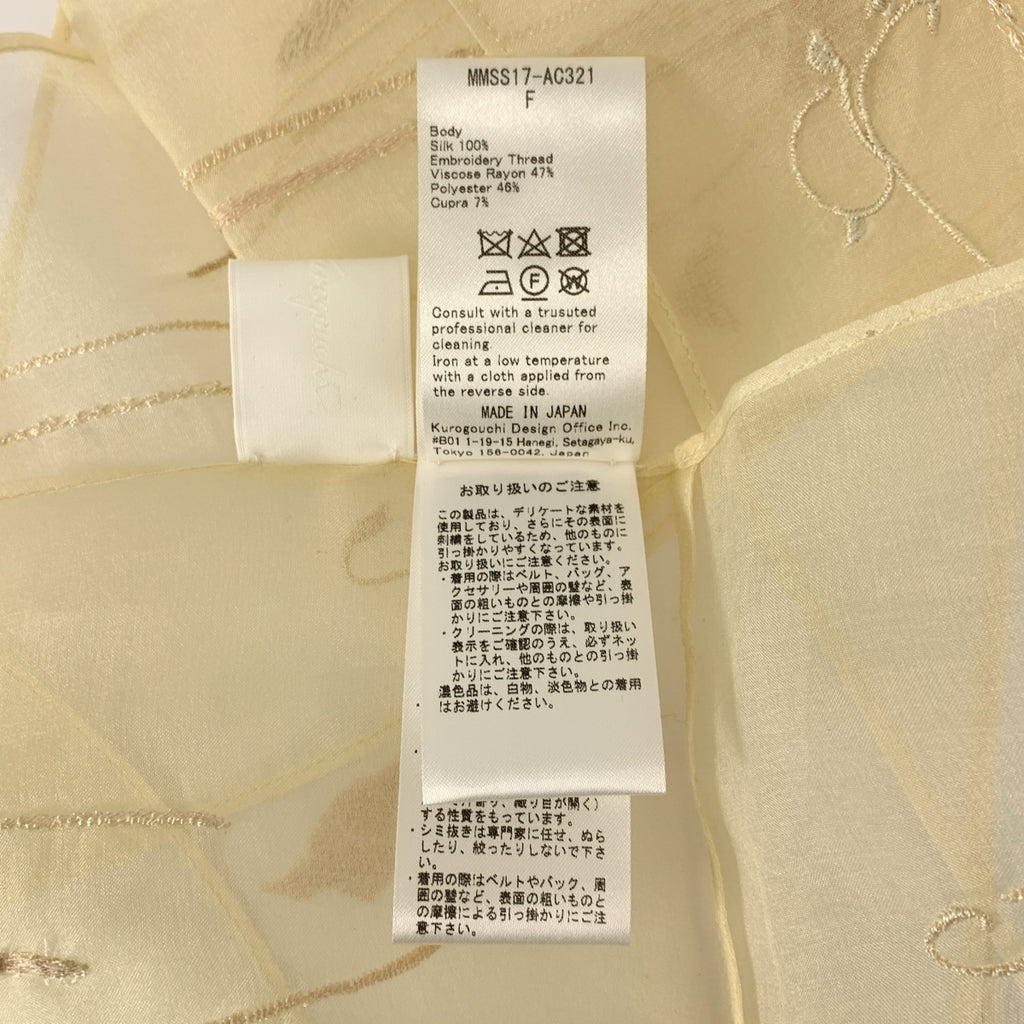 MMSS17-AC321
F
Body
Silk 100%
Embroidery Thread
Viscose Rayon 47%
Polyester 46%
Cupra 7%
F
W
Consult with a trusuted
professional cleaner for
cleaning.
Iron at a low temperature
with a cloth applied from
the reverse side.
MADE IN JAPAN
Kurogouchi Design Office Inc.
#B01 1-19-15 Hanegi, Setagaya-ku,
Tokyo 156-0042, Japan
お取り扱いのご注意
この製品は、デリケートな素材を
使用しており、さらにその表面に
刺繍をしているため、他のものに
引っ掛かりやすくなっています。
お取り扱いにご注意ください。
・着用の際はベルト、バッグ、ア
クセサリーや周囲の壁など、表
面の粗いものとの摩擦や引っ掛
かりにご注意下さい。
・クリーニングの際は、取り扱い
表示をご確認のうえ、必ずネッ
トに入れ、他のものとの引っ掛
かりにご注意下さい。
濃色品は、白物、淡色物との着用
はお避けください。
織り目が開く）
する性質をもっています。
・シミ抜きは専門家に任せ、ぬら
したり、絞ったりしないで下さ
い。
・着用の際はベルトやバック、周
囲の壁など、表面の粗いものと
の摩擦による引っ掛かりにご注
意下さい。